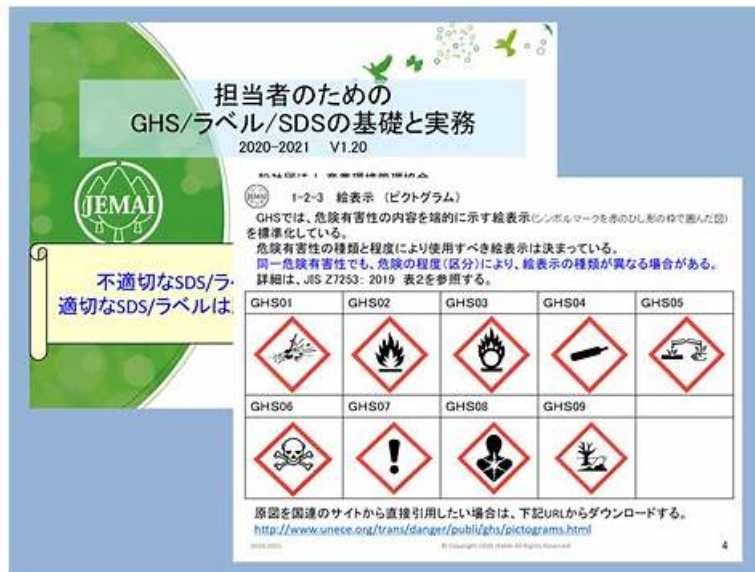 担当者のための
GHS/ラベル/SDSの基礎と実務
2020-2021 V1.20
JEMAI
不適切なSDS/ラ
適切なSDS/ラベルは
1-2-3 絵表示 (ピクトグラム)
GHSでは、危険有害性の内容を端的に示す絵表示(シンボルマークを赤のひし形の枠で囲んだ図)
を標準化している。
危険有害性の種類と程度により使用すべき絵表示は決まっている。
同一危険有害性でも、危険の程度(区分)により、絵表示の種類が異なる場合がある。
詳細は、JIS Z7253: 2019 表2を参照する。
GHS01 GHS02 GHS03 GHS04 GHS05
GHS06 GHS07 GHS08 GHS09
原図を国連のサイトから直接引用したい場合は、下記URLからダウンロードする。
http://www.unece.org/trans/danger/publi/ghs/pictograms.html
2020-2021 © Copyright 2020 JEMAI All Rights Reserved 4